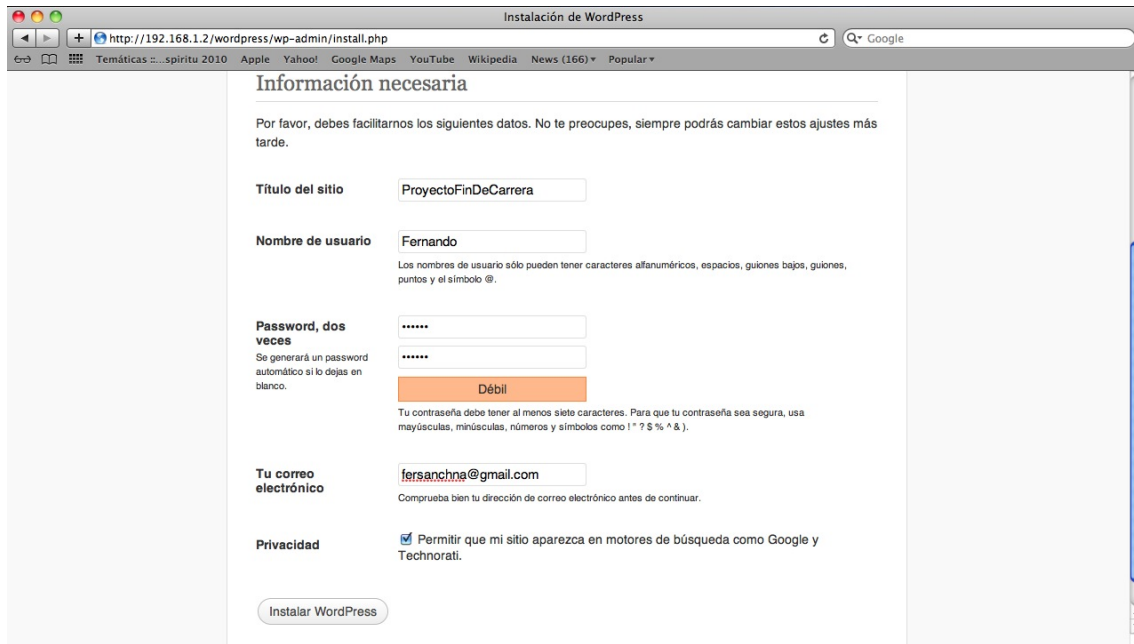 Instalación de WordPress
http://192.168.1.2/wordpress/wp-admin/install.php
Google
Temáticas ::...spiritu 2010 Apple Yahoo! Google Maps YouTube Wikipedia News (166) Popular
Información necesaria
Por favor, debes facilitarnos los siguientes datos. No te preocupes, siempre podrás cambiar estos ajustes más
tarde.
Título del sitio
ProyectoFinDeCarrera
Nombre de usuario
Fernando
Los nombres de usuario sólo pueden tener caracteres alfanuméricos, espacios, guiones bajos, guiones,
puntos y el símbolo @.
Password, dos
veces
Se generará un password
automático si lo dejas en
blanco.
••••••
••••••
Débil
Tu contraseña debe tener al menos siete caracteres. Para que tu contraseña sea segura, usa
mayúsculas, minúsculas, números y símbolos como ! " ? $ % ^ & ).
Tu correo
electrónico
fersanchna@gmail.com
Comprueba bien tu dirección de correo electrónico antes de continuar.
Privacidad
Permitir que mi sitio aparezca en motores de búsqueda como Google y
Technorati.
Instalar WordPress